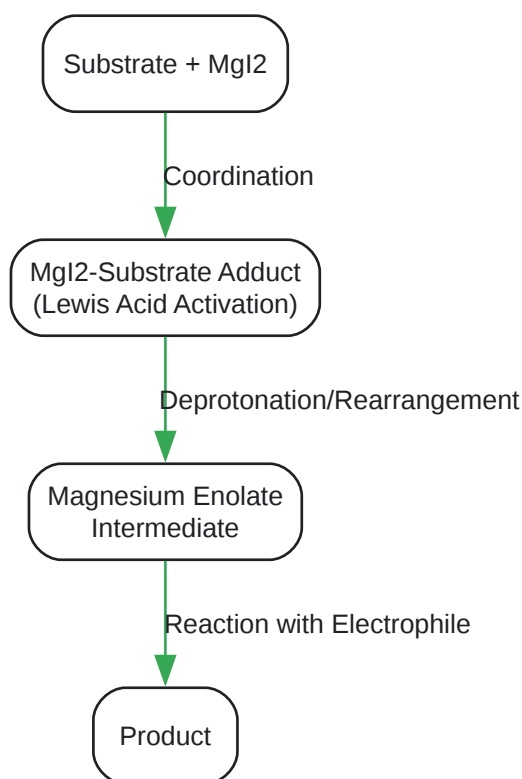 Substrate + MgI2
Coordination
MgI2-Substrate Adduct
(Lewis Acid Activation)
Deprotonation/Rearrangement
Magnesium Enolate
Intermediate
Reaction with Electrophile
Product